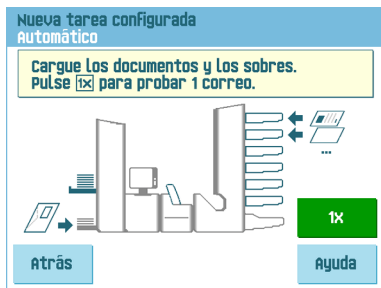 Nueva tarea configurada
Automático
Cargue los documentos y los sobres.
Pulse 1x para probar 1 correo.
...
1X
Atrás
Ayuda